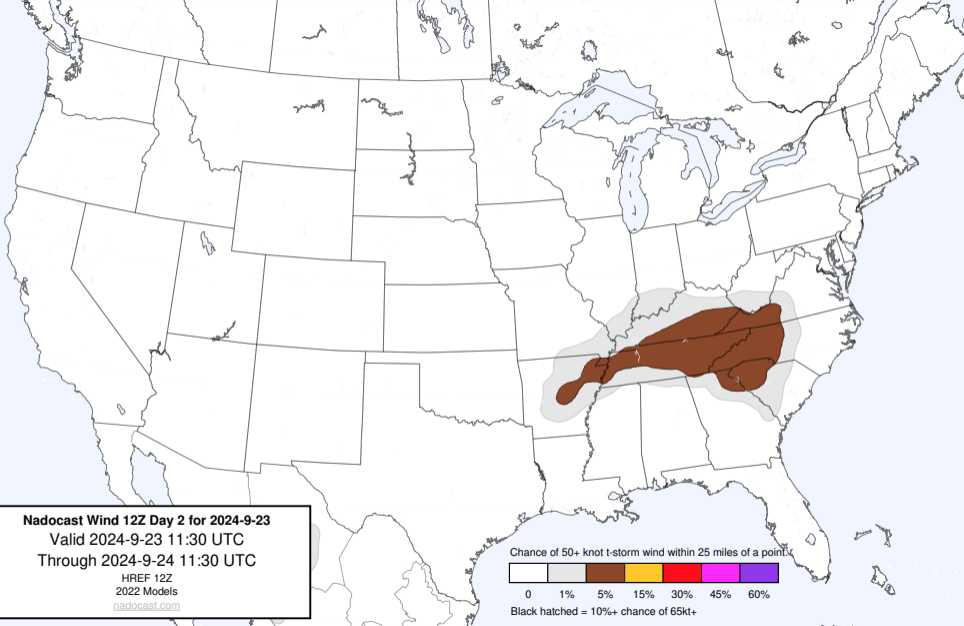 Nadocast Wind 12Z Day 2 for 2024-9-23
Valid 2024-9-23 11:30 UTC
Through 2024-9-24 11:30 UTC
HREF 12Z
2022 Models
nadocast.com
Chance of 50+ knot t-storm wind within 25 miles of a point.
0 1% 5% 15% 30% 45% 60%
Black hatched = 10%+ chance of 65kt+